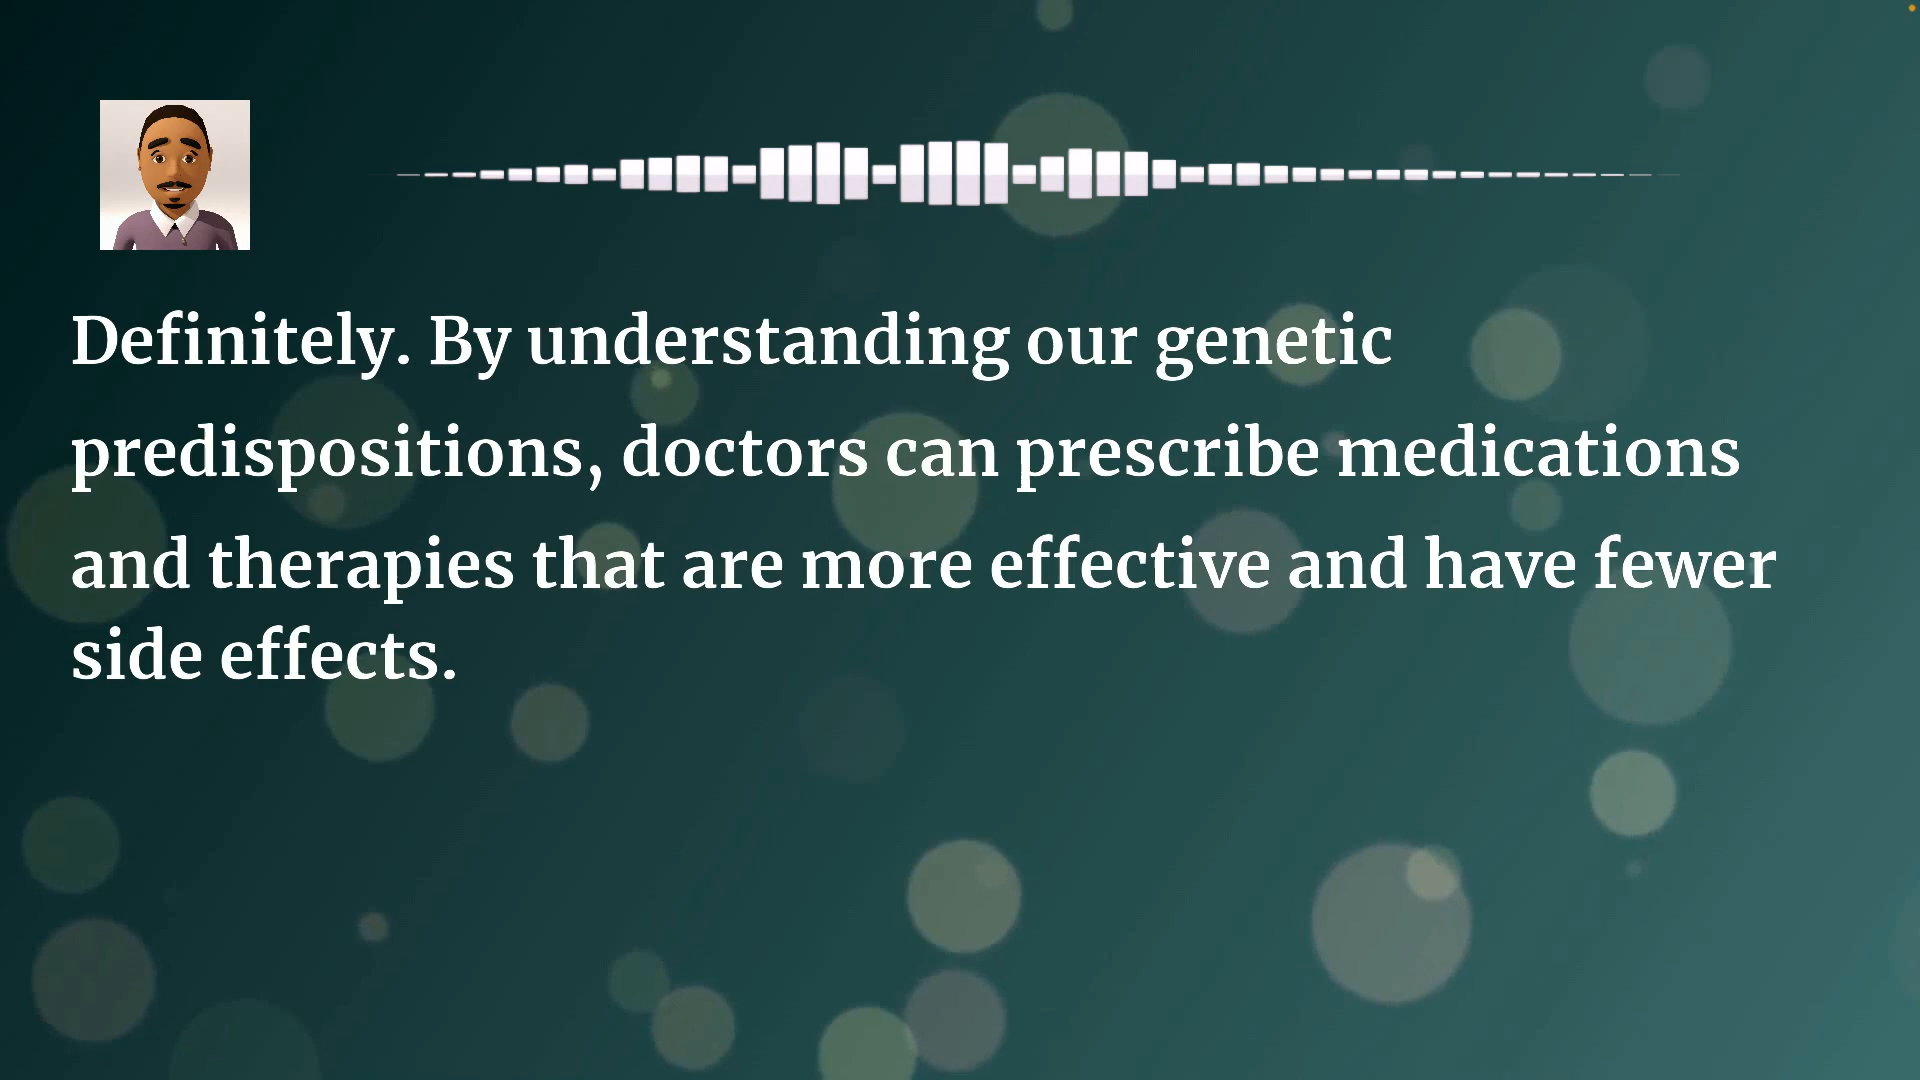 Definitely. By understanding our genetic
predispositions, doctors can prescribe medications
and therapies that are more effective and have fewer
side effects.